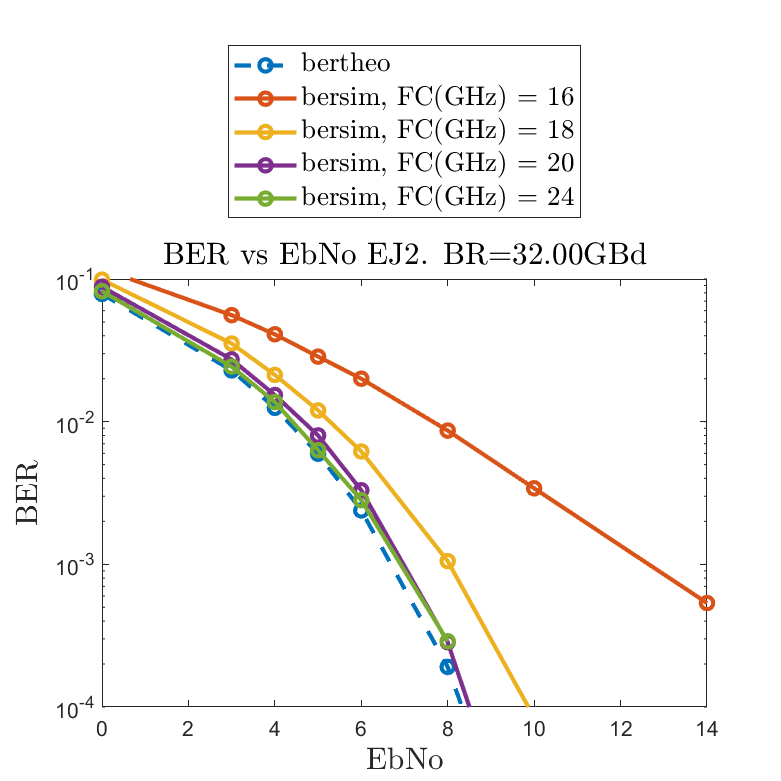 bertheo
bersim, FC(GHz) = 16
bersim, FC(GHz) = 18
bersim, FC(GHz) = 20
bersim, FC(GHz) = 24
BER vs EbNo EJ2. BR=32.00GBd
10^-1
10^-2
10^-3
10^-4
BER
0 2 4 6 8 10 12 14
EbNo